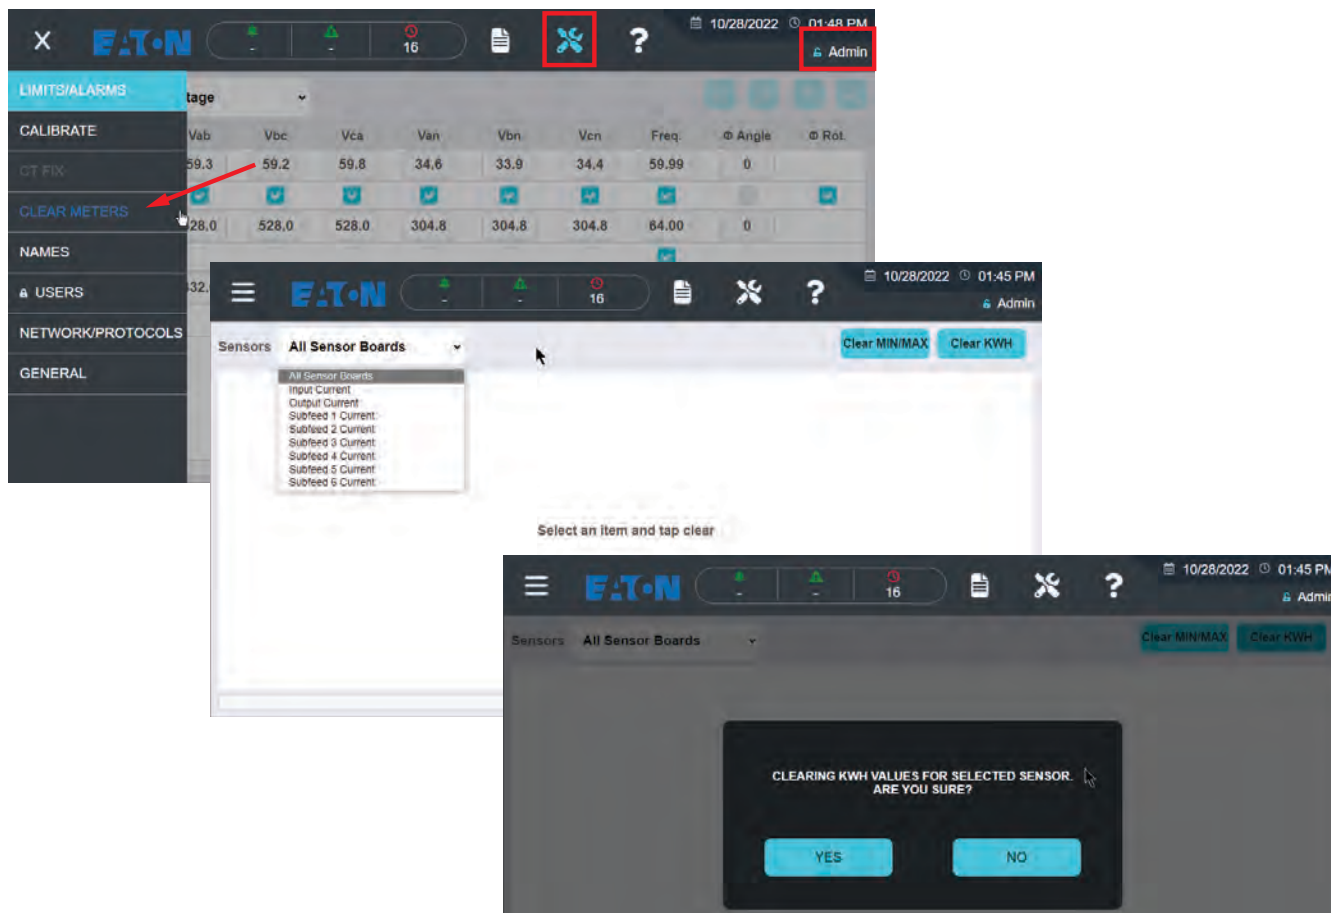 X EATON - - 16 ? 10/28/2022 01:48 PM
Admin
LIMITS/ALARMS
CALIBRATE
CT FIX
CLEAR METERS
NAMES
USERS
NETWORK/PROTOCOLS
GENERAL
tage
Vab Vbc Vca Van Vbn Vcn Freq. Φ Angle Φ Rot.
59.3 59.2 59.8 34.6 33.9 34.4 59.99 0
28.0 528.0 528.0 304.8 304.8 304.8 64.00 0
32.
EATON - - 16 ? 10/28/2022 01:45 PM
Admin
Sensors All Sensor Boards Clear MIN/MAX Clear KWH
All Sensor Boards
Input Current
Output Current
Subfeed 1 Current
Subfeed 2 Current
Subfeed 3 Current
Subfeed 4 Current
Subfeed 5 Current
Subfeed 6 Current
Select an item and tap clear
EATON - - 16 ? 10/28/2022 01:45 PM
Admin
Sensors All Sensor Boards Clear MIN/MAX Clear KWH
CLEARING KWH VALUES FOR SELECTED SENSOR.
ARE YOU SURE?
YES NO